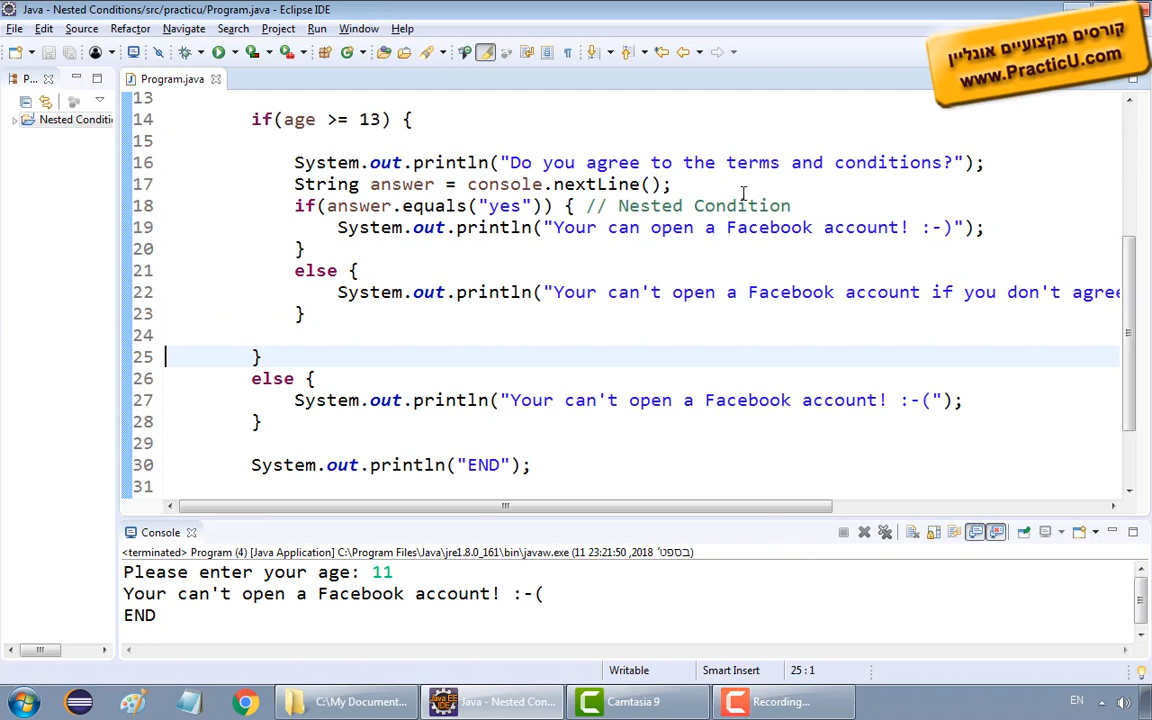 Java - Nested Conditions/src/practicu/Program.java - Eclipse IDE
File Edit Source Refactor Navigate Search Project Run Window Help
קורסים מקצועיים אונליין
www.PracticU.com
P...
Program.java
Nested Conditi
13
14 if(age >= 13) {
15
16 System.out.println("Do you agree to the terms and conditions?");
17 String answer = console.nextLine();
18 if(answer.equals("yes")) { // Nested Condition
19 System.out.println("Your can open a Facebook account! :-)");
20 }
21 else {
22 System.out.println("Your can't open a Facebook account if you don't agree
23 }
24
25 }
26 else {
27 System.out.println("Your can't open a Facebook account! :-(");
28 }
29
30 System.out.println("END");
31
Console
<terminated> Program (4) [Java Application] C:\Program Files\Java\jre1.8.0_161\bin\javaw.exe (11 בספט׳ 2018, 23:21:50)
Please enter your age: 11
Your can't open a Facebook account! :-(
END
Writable Smart Insert 25 : 1
C:\My Document... Java - Nested Con... Camtasia 9 Recording... EN